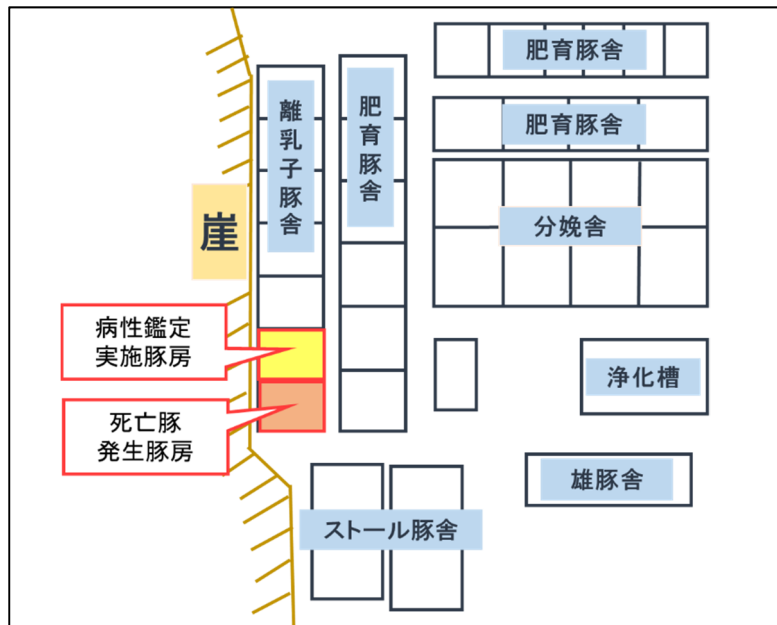 肥育豚舎
離乳子豚舎
肥育豚舎
肥育豚舎
崖
分娩舎
病性鑑定
実施豚房
浄化槽
死亡豚
発生豚房
雄豚舎
ストール豚舎